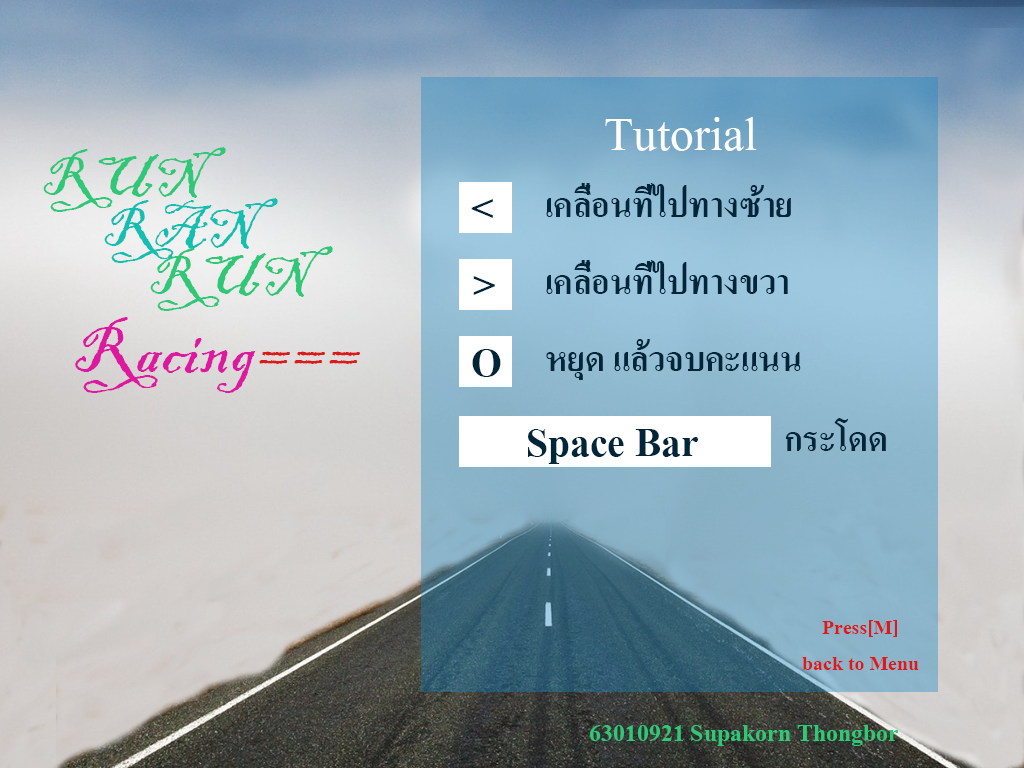 RUN
RAN
RUN
Racing===
Tutorial
< เคลื่อนที่ไปทางซ้าย
> เคลื่อนที่ไปทางขวา
O หยุด แล้วจบคะแนน
Space Bar กระโดด
Press[M]
back to Menu
63010921 Supakorn Thongbor